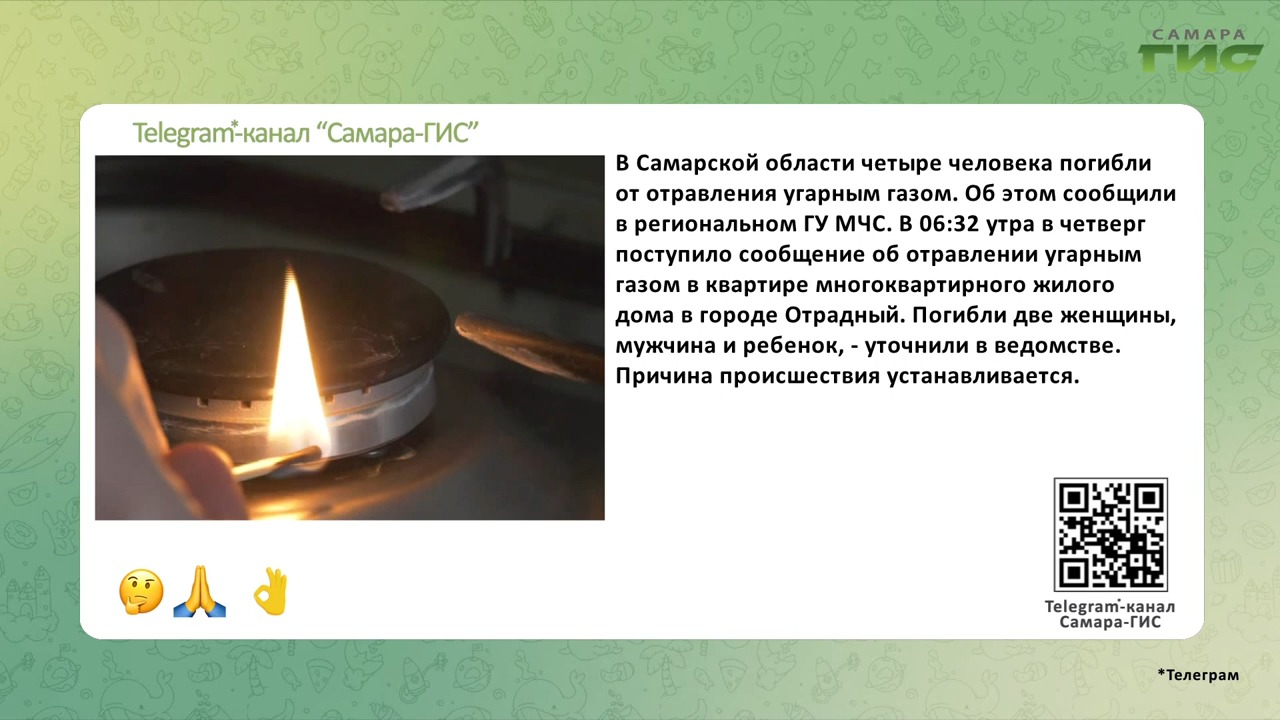 САМАРА
ГИС
Telegram*-канал “Самара-ГИС”
В Самарской области четыре человека погибли
от отравления угарным газом. Об этом сообщили
в региональном ГУ МЧС. В 06:32 утра в четверг
поступило сообщение об отравлении угарным
газом в квартире многоквартирного жилого
дома в городе Отрадный. Погибли две женщины,
мужчина и ребенок, - уточнили в ведомстве.
Причина происшествия устанавливается.
Telegram*-канал
Самара-ГИС
*Телеграм